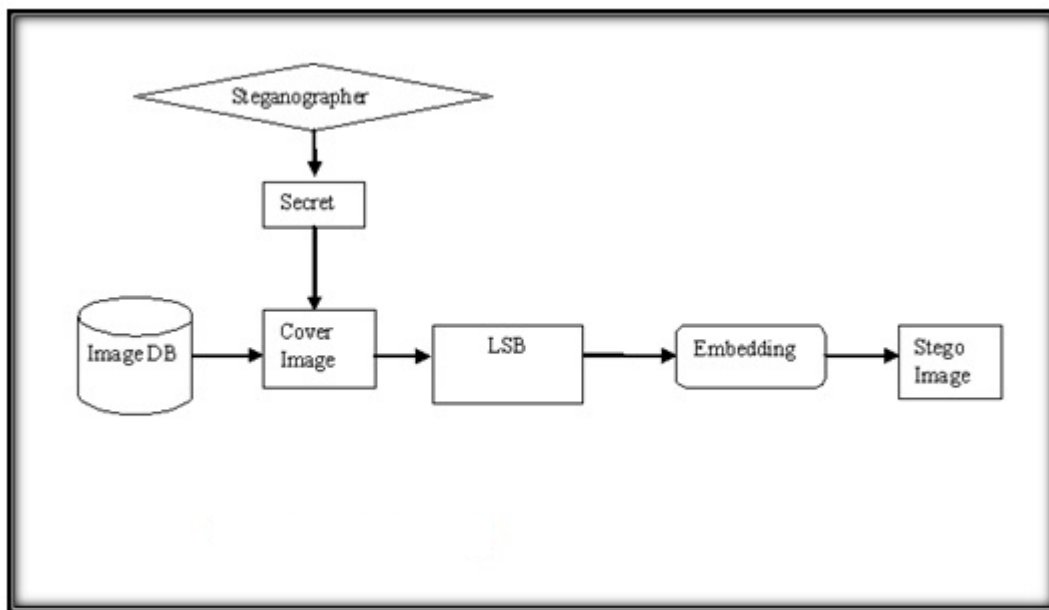 Steganographer
Secret
Image DB
Cover
Image
LSB
Embedding
Stego
Image